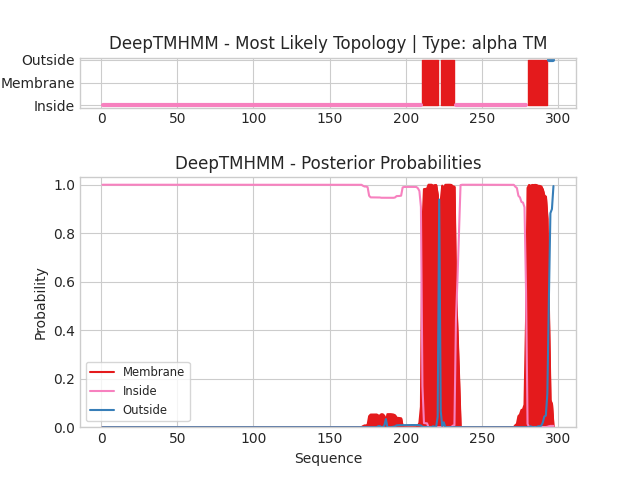 DeepTMHMM - Most Likely Topology | Type: alpha TM
Outside
Membrane
Inside
0 50 100 150 200 250 300
DeepTMHMM - Posterior Probabilities
1.0
0.8
0.6
0.4
0.2
0.0
Probability
Membrane
Inside
Outside
0 50 100 150 200 250 300
Sequence